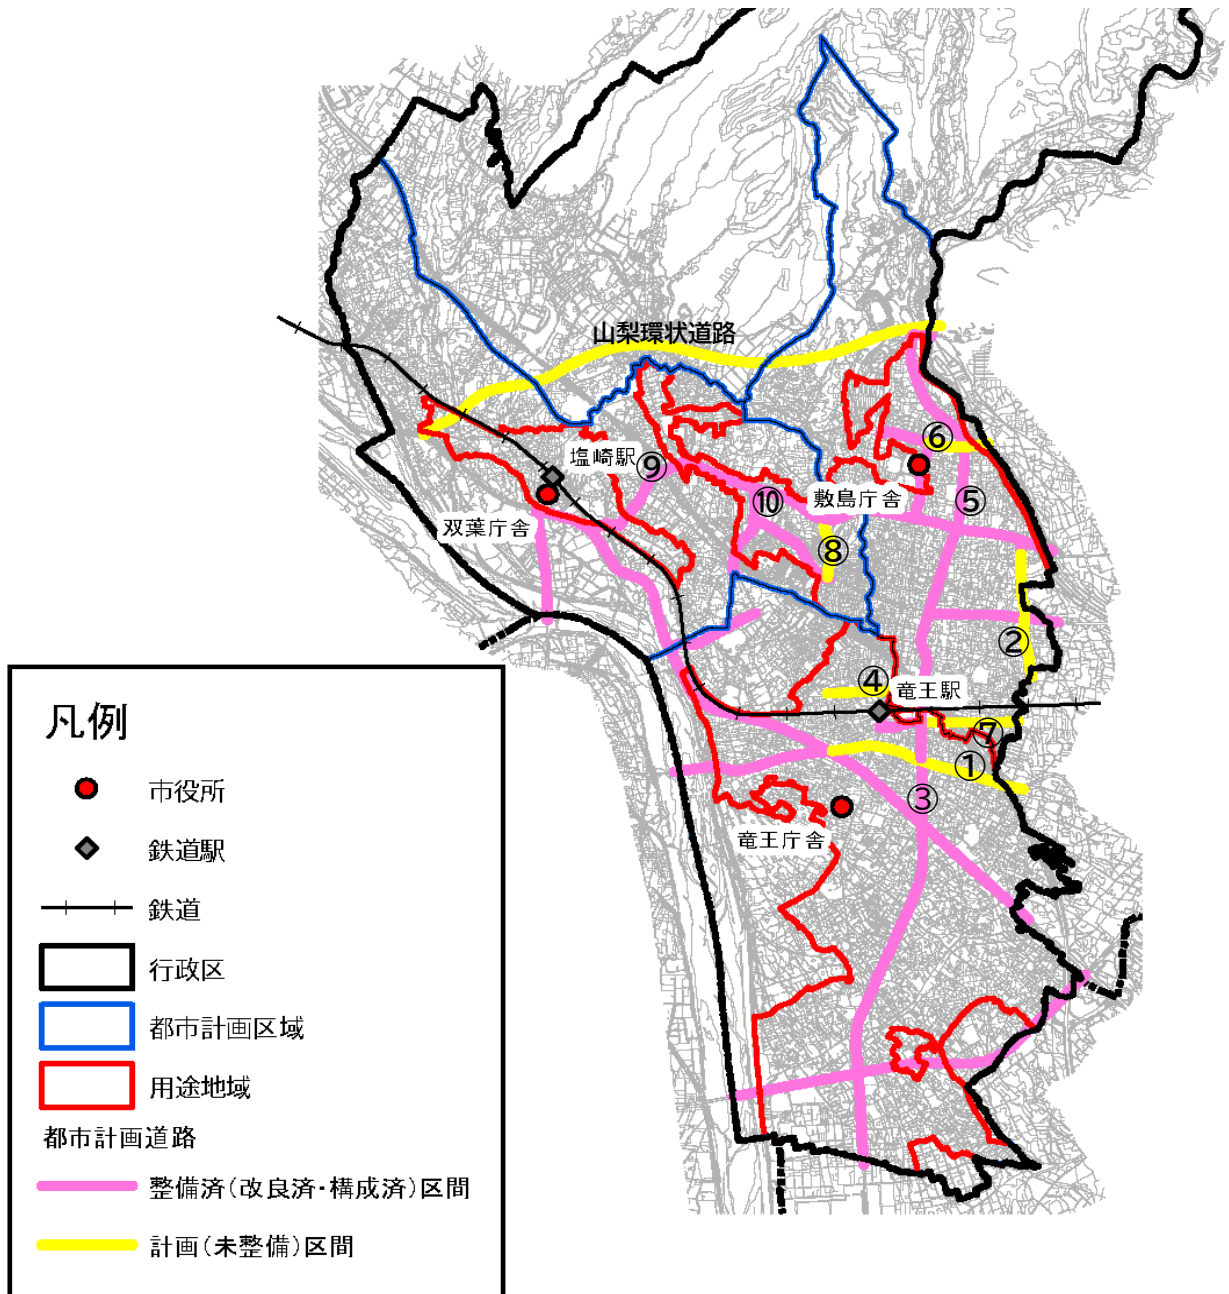 山梨環状道路
塩崎駅
⑨
⑥
⑩
敷島庁舎
⑤
双葉庁舎
⑧
②
④
竜王駅
⑦
①
③
竜王庁舎
凡例
市役所
鉄道駅
鉄道
行政区
都市計画区域
用途地域
都市計画道路
整備済(改良済・構成済)区間
計画(未整備)区間